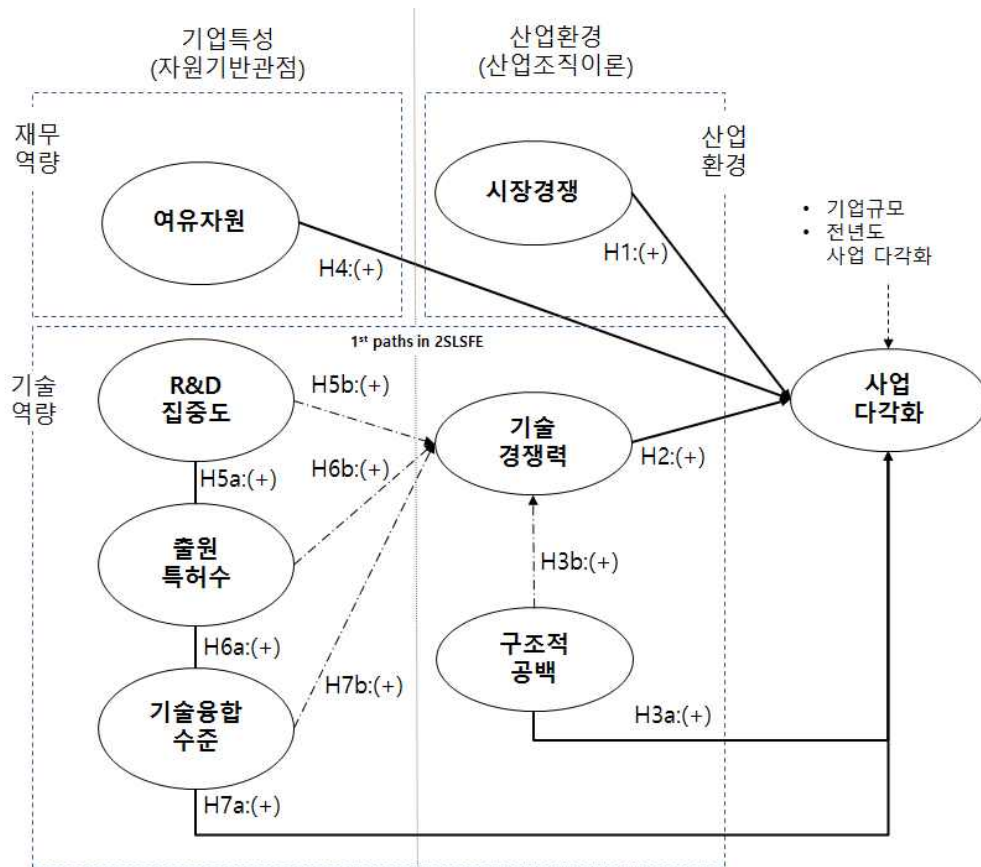 기업특성
(자원기반관점)
산업환경
(산업조직이론)
재무
역량
산업
환경
여유자원
시장경쟁
• 기업규모
• 전년도
사업 다각화
H4:(+)
H1:(+)
1st paths in 2SLSFE
기술
역량
R&D
집중도
H5b:(+)
기술
경쟁력
사업
다각화
H2:(+)
H5a:(+)
H6b:(+)
출원
특허수
H3b:(+)
H6a:(+)
구조적
공백
H7b:(+)
기술융합
수준
H3a:(+)
H7a:(+)